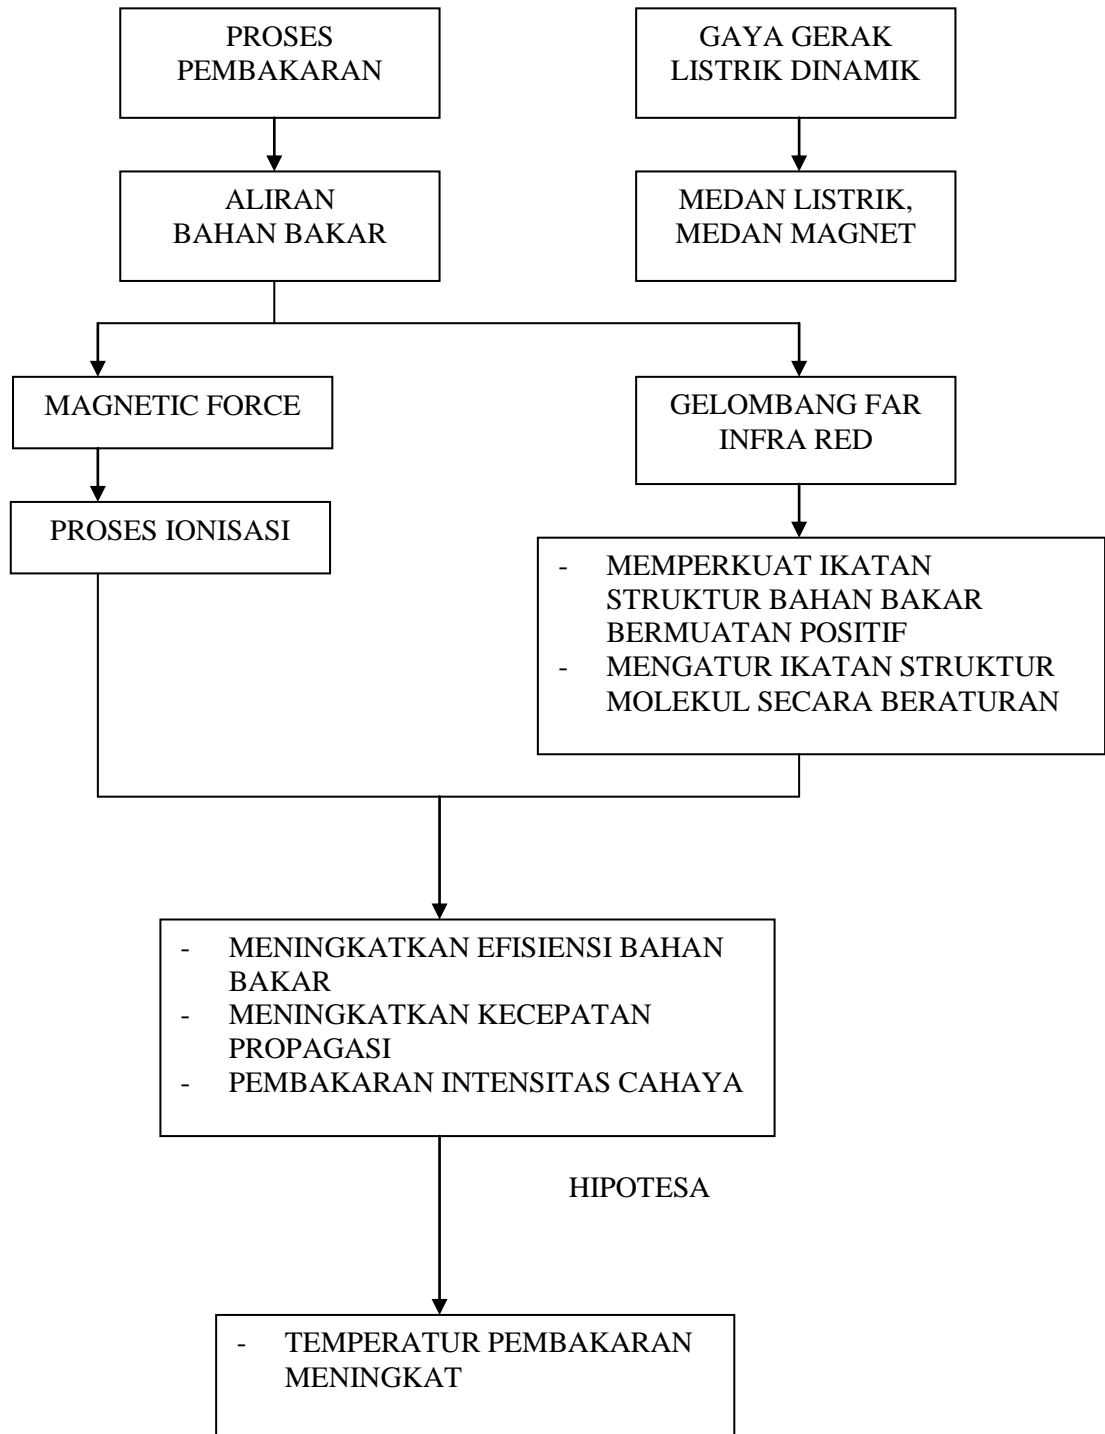 PROSES
PEMBAKARAN
GAYA GERAK
LISTRIK DINAMIK
ALIRAN
BAHAN BAKAR
MEDAN LISTRIK,
MEDAN MAGNET
MAGNETIC FORCE
GELOMBANG FAR
INFRA RED
PROSES IONISASI
- MEMPERKUAT IKATAN
STRUKTUR BAHAN BAKAR
BERMUATAN POSITIF
- MENGATUR IKATAN STRUKTUR
MOLEKUL SECARA BERATURAN
- MENINGKATKAN EFISIENSI BAHAN
BAKAR
- MENINGKATKAN KECEPATAN
PROPAGASI
- PEMBAKARAN INTENSITAS CAHAYA
HIPOTESA
- TEMPERATUR PEMBAKARAN
MENINGKAT